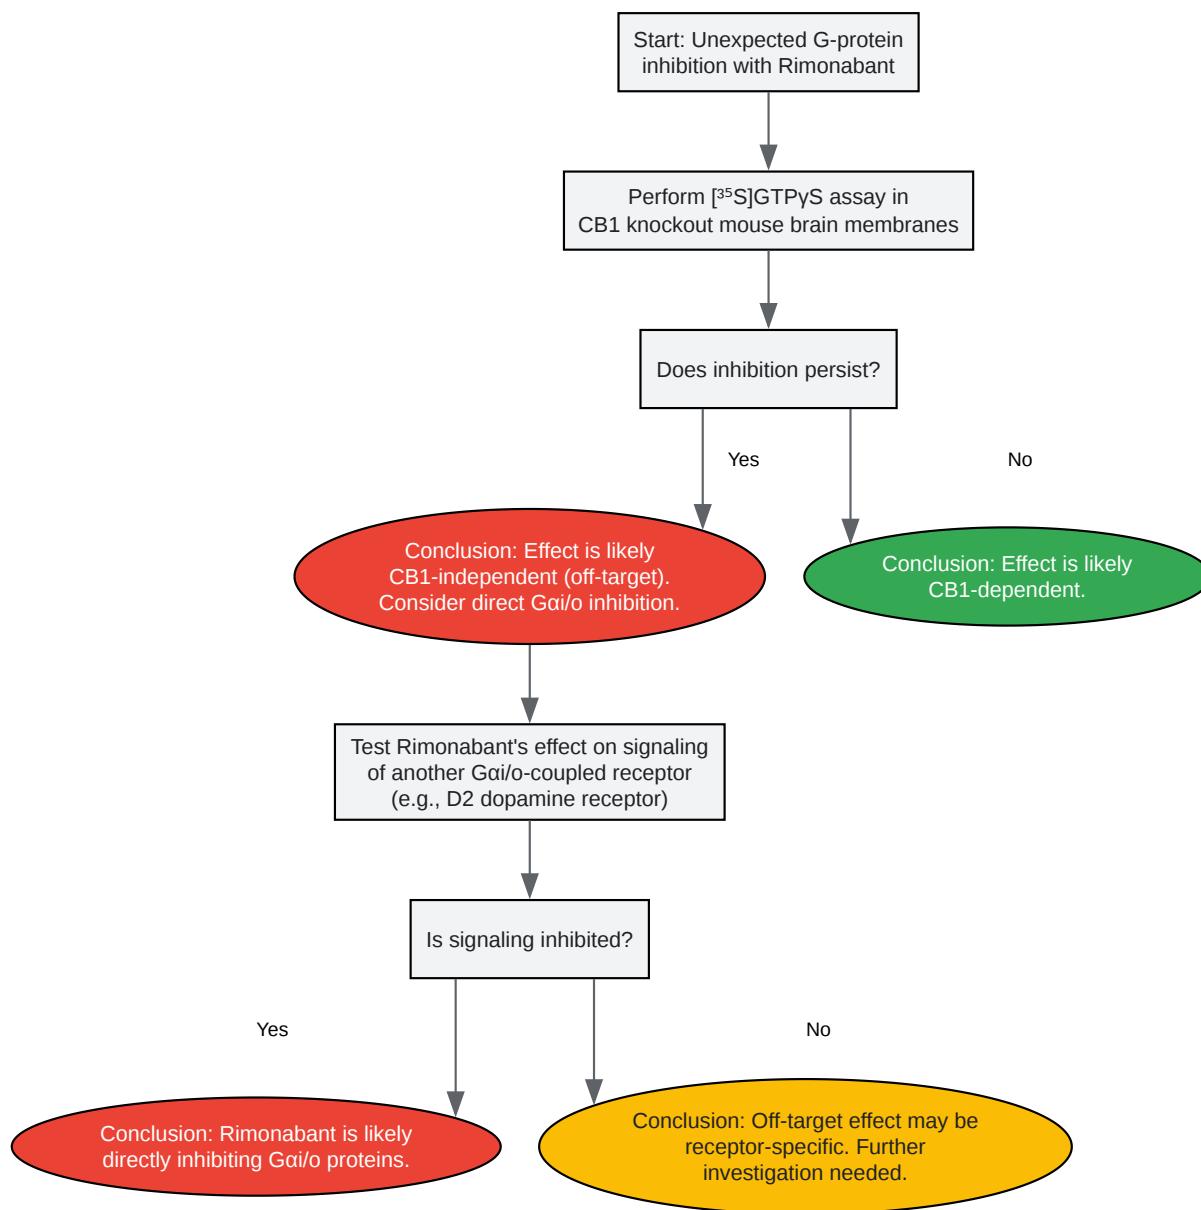 Start: Unexpected G-protein
inhibition with Rimonabant
Perform [³⁵S]GTPγS assay in
CB1 knockout mouse brain membranes
Does inhibition persist?
Yes
No
Conclusion: Effect is likely
CB1-independent (off-target).
Consider direct Gαi/o inhibition.
Conclusion: Effect is likely
CB1-dependent.
Test Rimonabant's effect on signaling
of another Gαi/o-coupled receptor
(e.g., D2 dopamine receptor)
Is signaling inhibited?
Yes
No
Conclusion: Rimonabant is likely
directly inhibiting Gαi/o proteins.
Conclusion: Off-target effect may be
receptor-specific. Further
investigation needed.